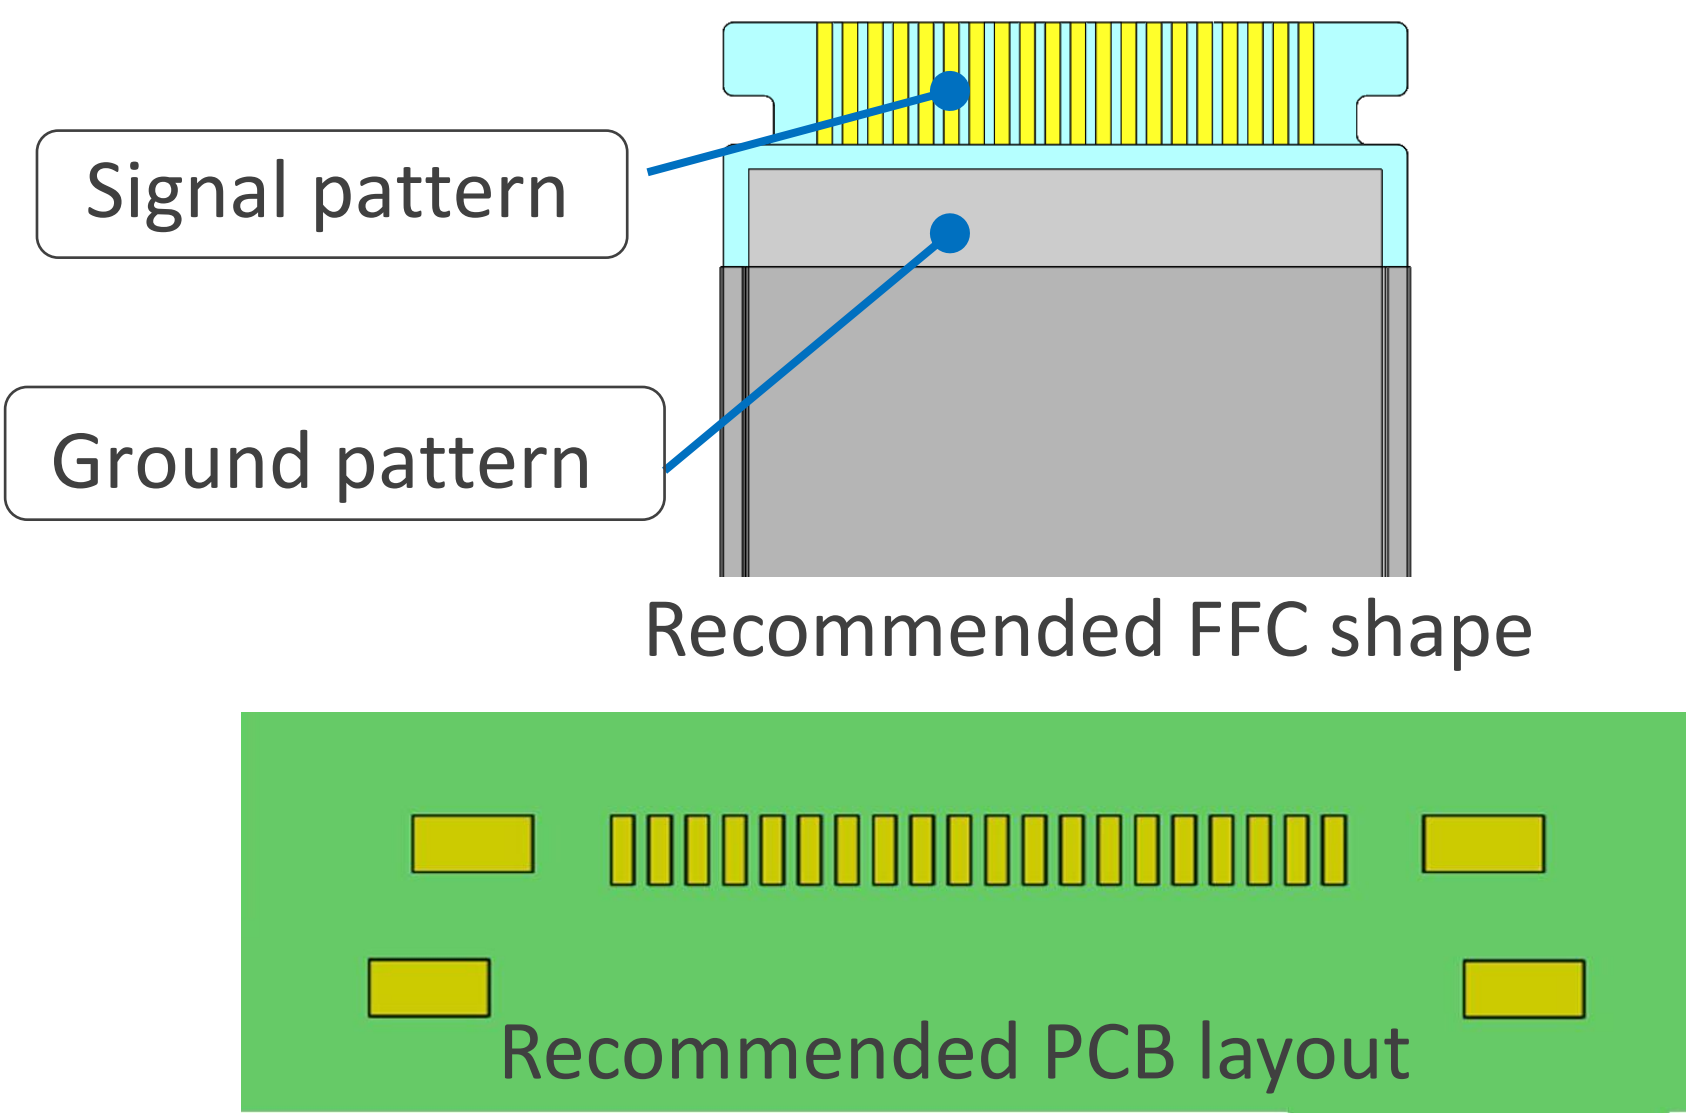 Signal pattern
Ground pattern
Recommended FFC shape
Recommended PCB layout